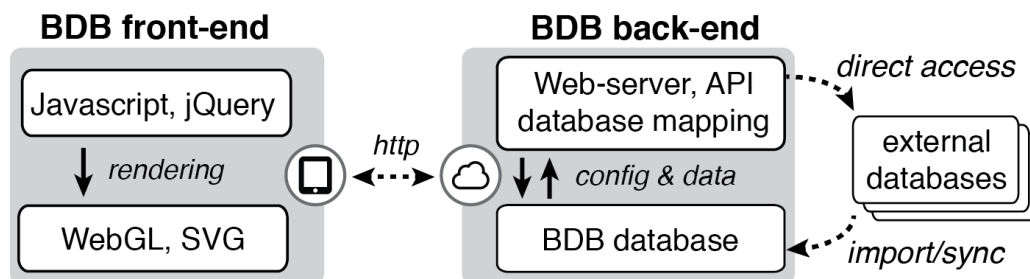 BDB front-end
Javascript, jQuery
rendering
WebGL, SVG
http
BDB back-end
Web-server, API
database mapping
config & data
BDB database
direct access
external
databases
import/sync